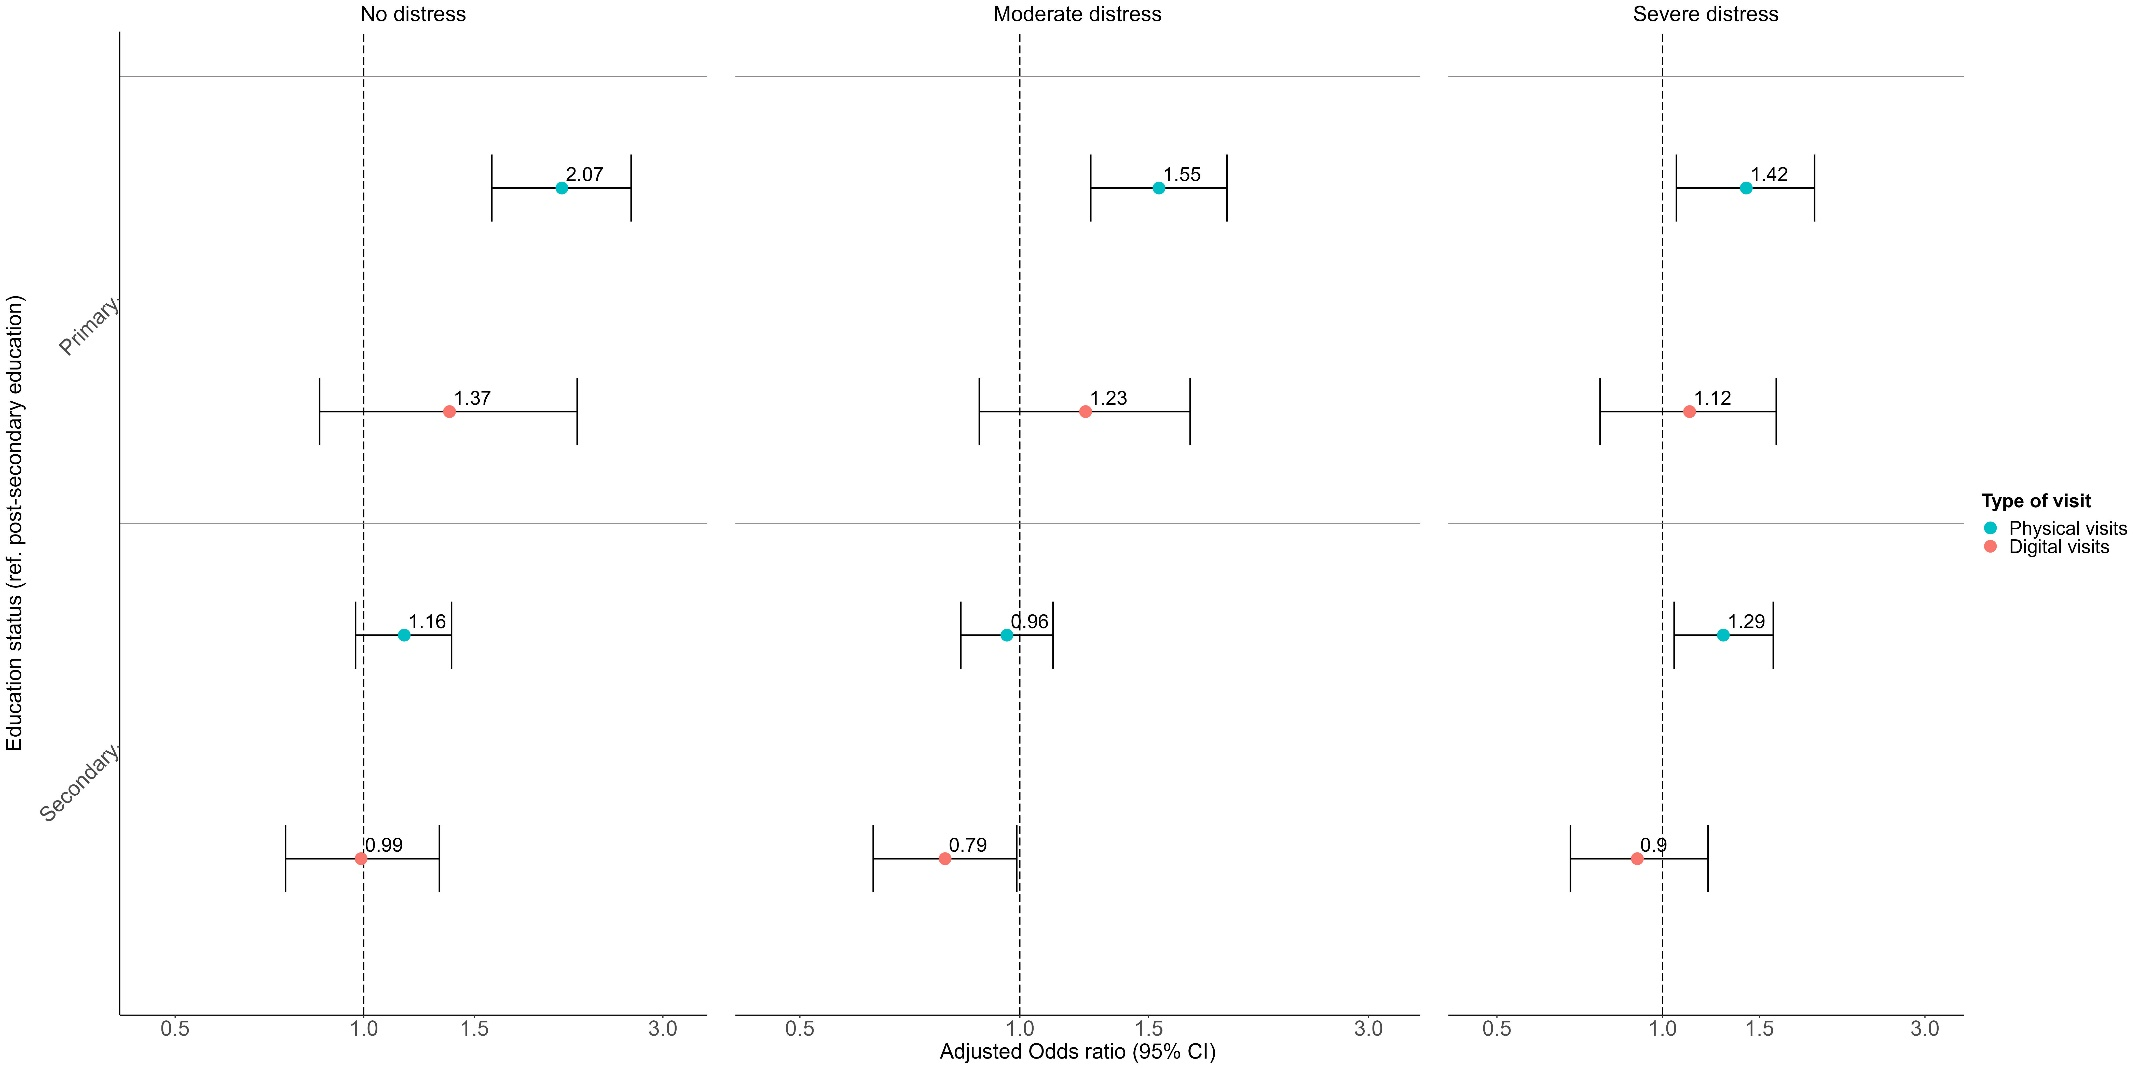 No distress
Moderate distress
Severe distress
2.07
1.55
1.42
Primary
1.37
1.23
1.12
Education status (ref. post-secondary education)
Type of visit
Physical visits
Digital visits
1.16
0.96
1.29
Secondary
0.99
0.79
0.9
0.5 1.0 1.5 3.0
0.5 1.0 1.5 3.0
0.5 1.0 1.5 3.0
Adjusted Odds ratio (95% CI)